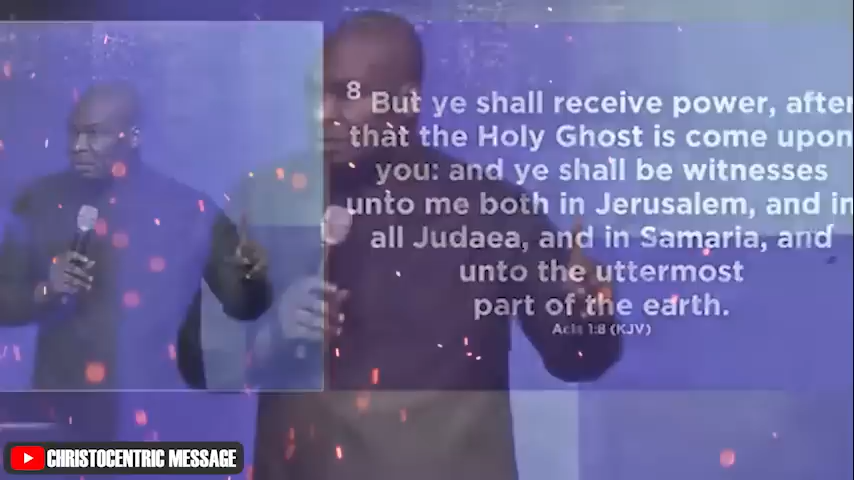 8 But ye shall receive power, after
that the Holy Ghost is come upon
you: and ye shall be witnesses
unto me both in Jerusalem, and in
all Judaea, and in Samaria, and
unto the uttermost
part of the earth.
Acts 1:8 (KJV)
CHRISTOCENTRIC MESSAGE